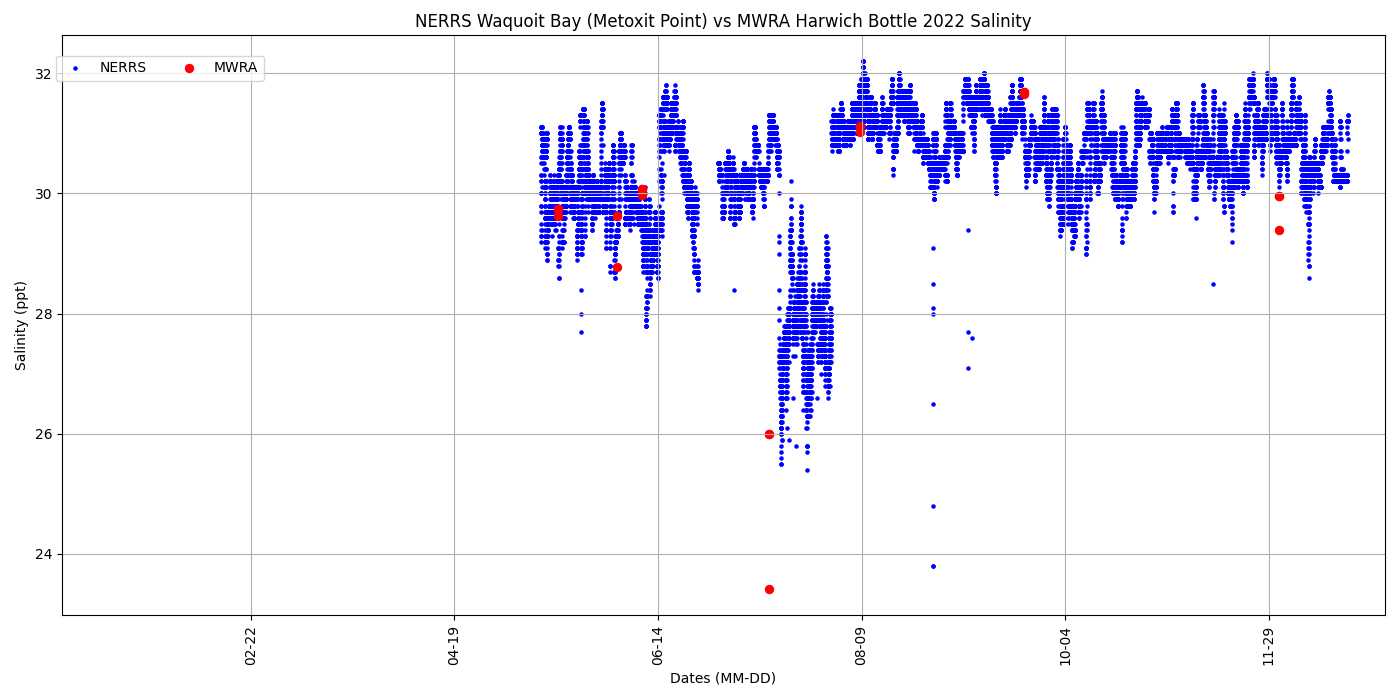 NERRS Waquoit Bay (Metoxit Point) vs MWRA Harwich Bottle 2022 Salinity
NERRS MWRA
32
30
28
26
24
Salinity (ppt)
02-22 04-19 06-14 08-09 10-04 11-29
Dates (MM-DD)